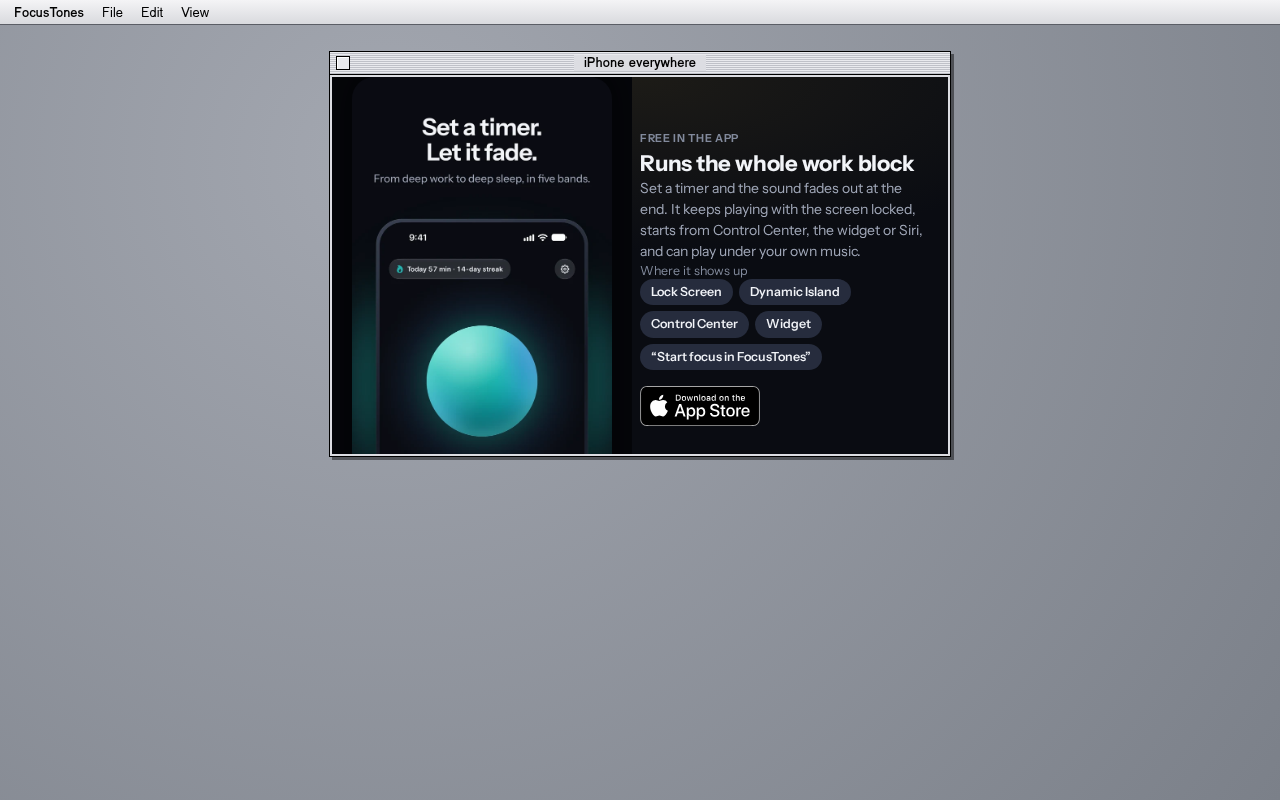 FocusTones File Edit View
iPhone everywhere
Set a timer.
Let it fade.
From deep work to deep sleep, in five bands.
9:41
Today 57 min · 14-day streak
FREE IN THE APP
Runs the whole work block
Set a timer and the sound fades out at the
end. It keeps playing with the screen locked,
starts from Control Center, the widget or Siri,
and can play under your own music.
Where it shows up
Lock Screen Dynamic Island
Control Center Widget
“Start focus in FocusTones”
Download on the
App Store